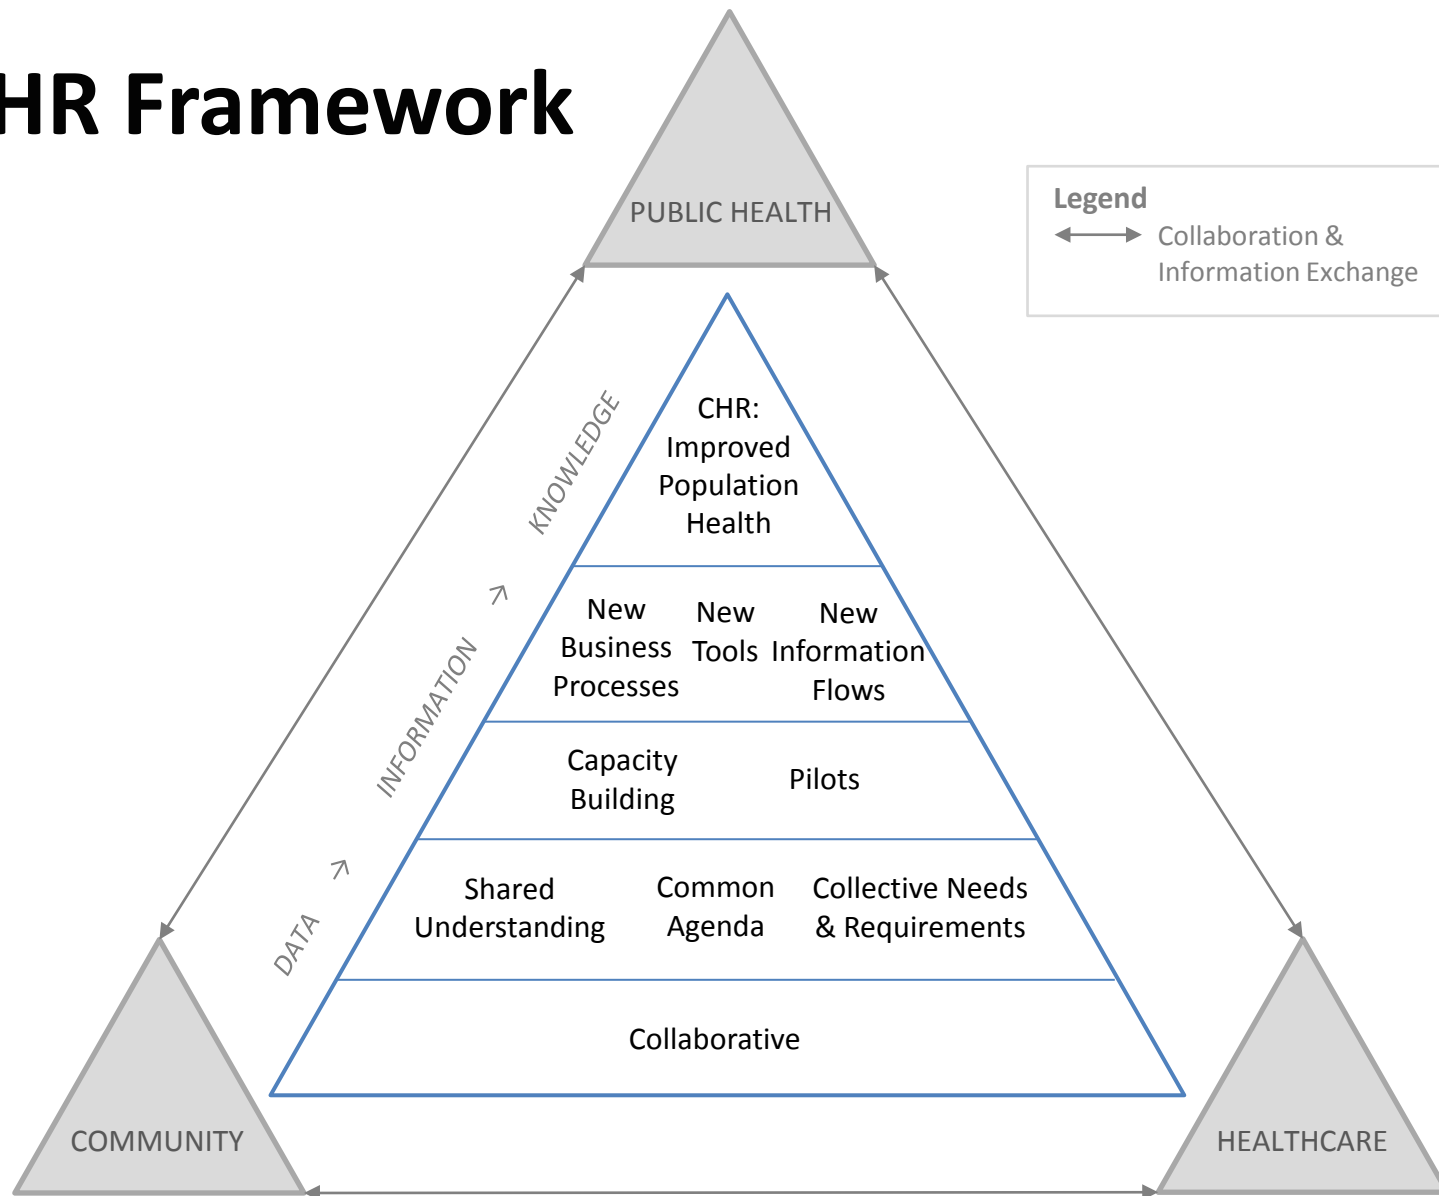 HR Framework
PUBLIC HEALTH
Legend
Collaboration &
Information Exchange
KNOWLEDGE
INFORMATION →
DATA →
CHR:
Improved
Population
Health
New
Business
Processes
New
Tools
New
Information
Flows
Capacity
Building
Pilots
Shared
Understanding
Common
Agenda
Collective Needs
& Requirements
Collaborative
COMMUNITY
HEALTHCARE